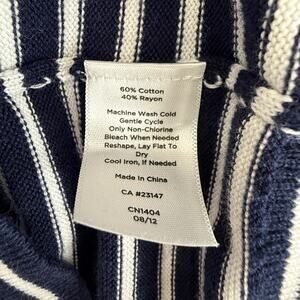 60% Cotton
40% Rayon
Machine Wash Cold
Gentle Cycle
Only Non-Chlorine
Bleach When Needed
Reshape, Lay Flat To
Dry
Cool Iron, If Needed
Made In China
CA #23147
CN1404
08/12